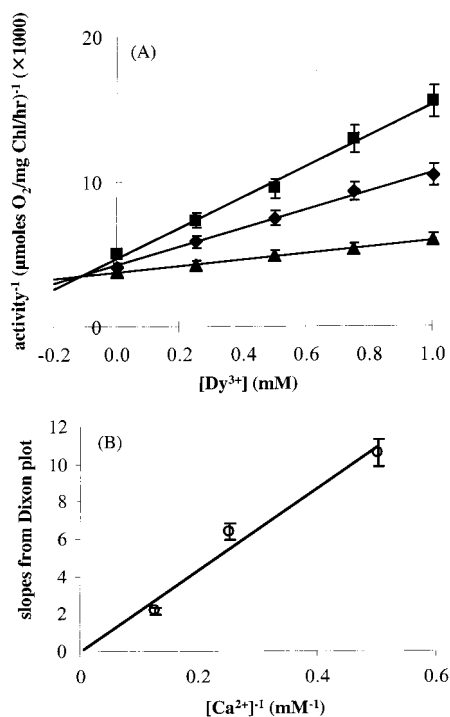 (A)
activity⁻¹ (µmoles O₂/mg Chl/hr)⁻¹ (×1000)
20
10
0
-0.2 0.0 0.2 0.4 0.6 0.8 1.0
[Dy³⁺] (mM)
(B)
slopes from Dixon plot
12
10
8
6
4
2
0
0 0.2 0.4 0.6
[Ca²⁺]⁻¹ (mM⁻¹)